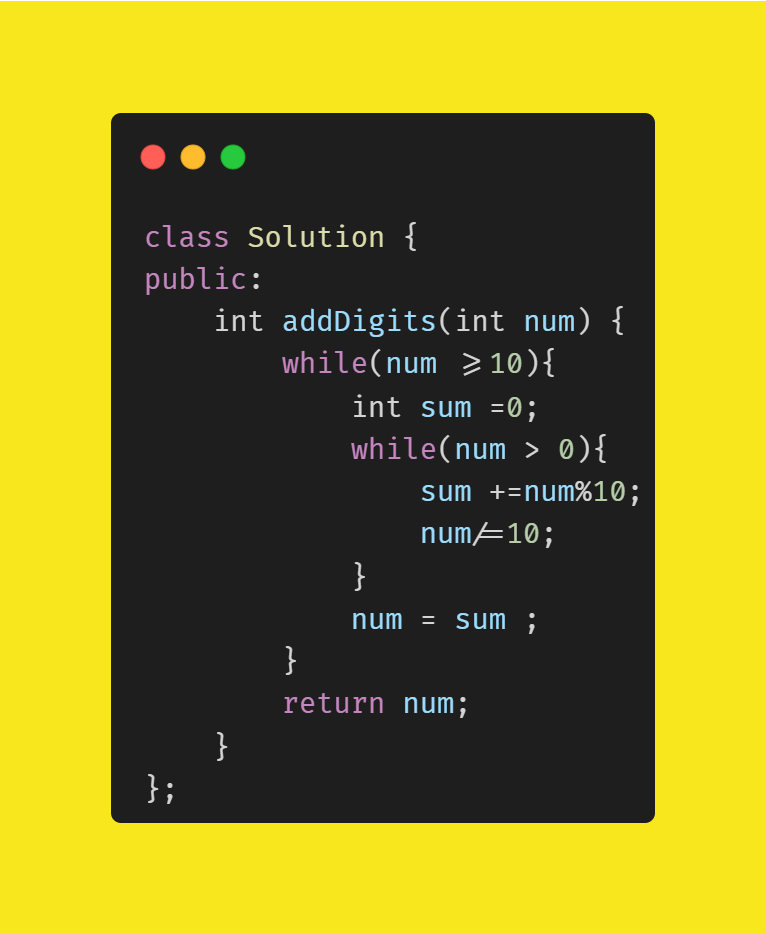 class Solution {
public:
    int addDigits(int num) {
        while(num >=10){
            int sum =0;
            while(num > 0){
                sum +=num%10;
                num/=10;
            }
            num = sum ;
        }
        return num;
    }
};